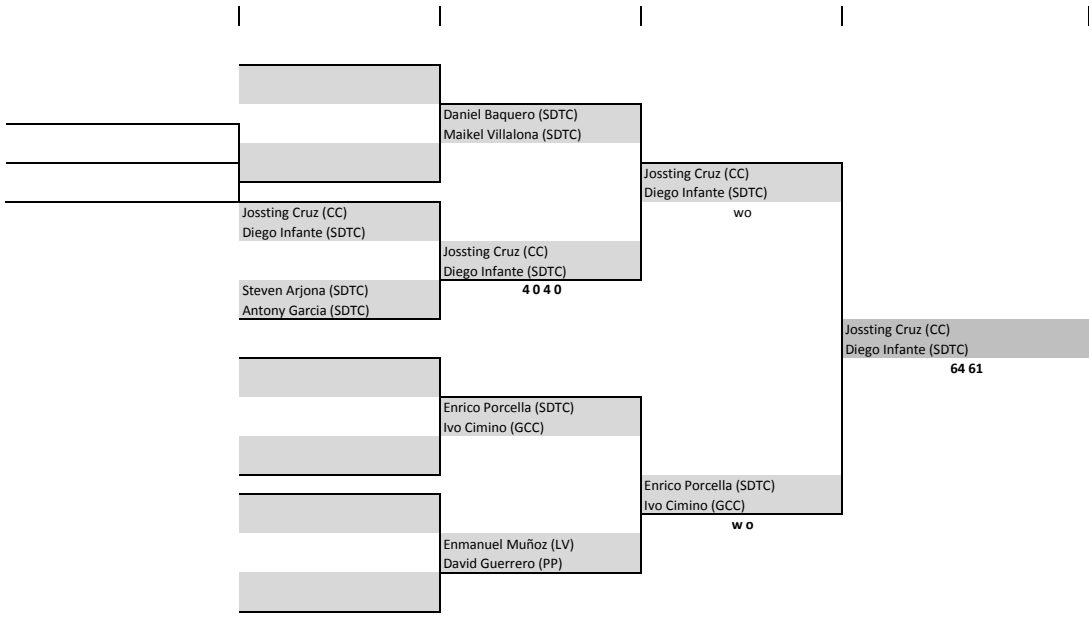 Daniel Baquero (SDTC)
Maikel Villalona (SDTC)
Jossting Cruz (CC)
Diego Infante (SDTC)
wo
Jossting Cruz (CC)
Diego Infante (SDTC)
Jossting Cruz (CC)
Diego Infante (SDTC)
4 0 4 0
Steven Arjona (SDTC)
Antony Garcia (SDTC)
Jossting Cruz (CC)
Diego Infante (SDTC)
64 61
Enrico Porcella (SDTC)
Ivo Cimino (GCC)
Enrico Porcella (SDTC)
Ivo Cimino (GCC)
w o
Enmanuel Muñoz (LV)
David Guerrero (PP)